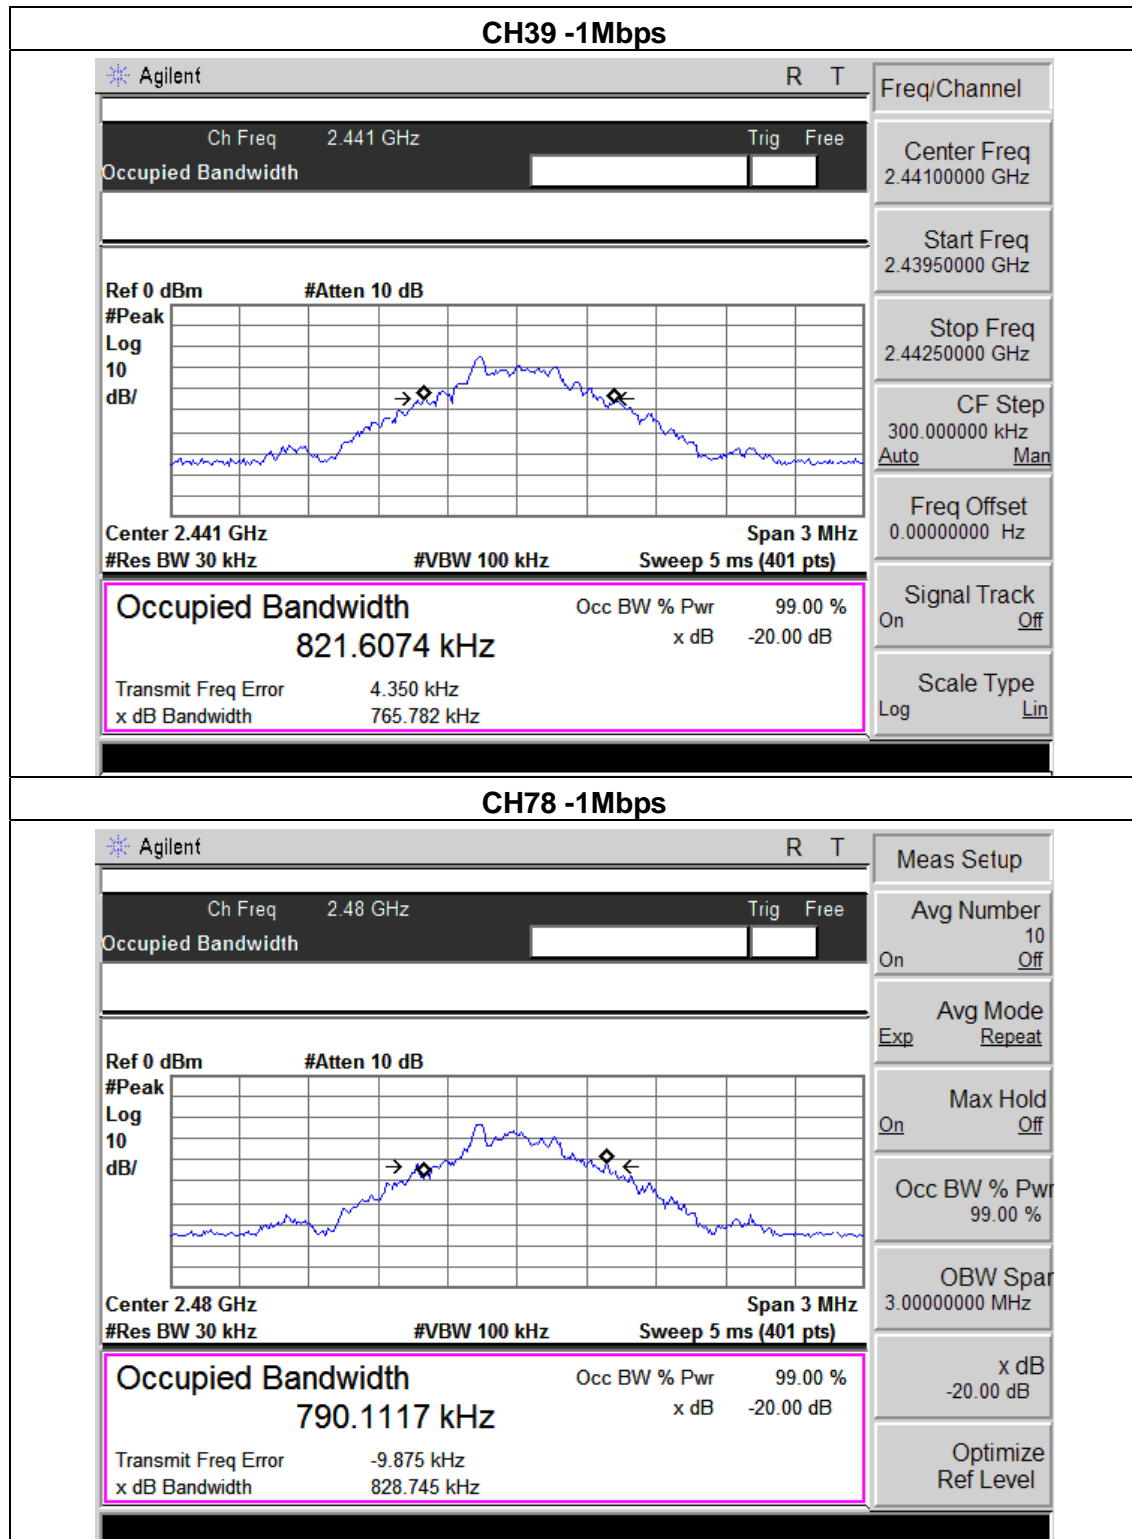 CH39 -1Mbps
Agilent R T
Freq/Channel
Ch Freq 2.441 GHz Trig Free
Occupied Bandwidth
Center Freq
2.44100000 GHz
Start Freq
2.43950000 GHz
Stop Freq
2.44250000 GHz
CF Step
300.000000 kHz
Auto Man
Freq Offset
0.00000000 Hz
Signal Track
On Off
Scale Type
Log Lin
Ref 0 dBm #Atten 10 dB
#Peak
Log
10
dB/
Center 2.441 GHz Span 3 MHz
#Res BW 30 kHz #VBW 100 kHz Sweep 5 ms (401 pts)
Occupied Bandwidth Occ BW % Pwr 99.00 %
821.6074 kHz x dB -20.00 dB
Transmit Freq Error 4.350 kHz
x dB Bandwidth 765.782 kHz
CH78 -1Mbps
Agilent R T
Meas Setup
Ch Freq 2.48 GHz Trig Free
Occupied Bandwidth
Avg Number
10
On Off
Avg Mode
Exp Repeat
Max Hold
On Off
Occ BW % Pwr
99.00 %
OBW Span
3.00000000 MHz
x dB
-20.00 dB
Optimize
Ref Level
Ref 0 dBm #Atten 10 dB
#Peak
Log
10
dB/
Center 2.48 GHz Span 3 MHz
#Res BW 30 kHz #VBW 100 kHz Sweep 5 ms (401 pts)
Occupied Bandwidth Occ BW % Pwr 99.00 %
790.1117 kHz x dB -20.00 dB
Transmit Freq Error -9.875 kHz
x dB Bandwidth 828.745 kHz